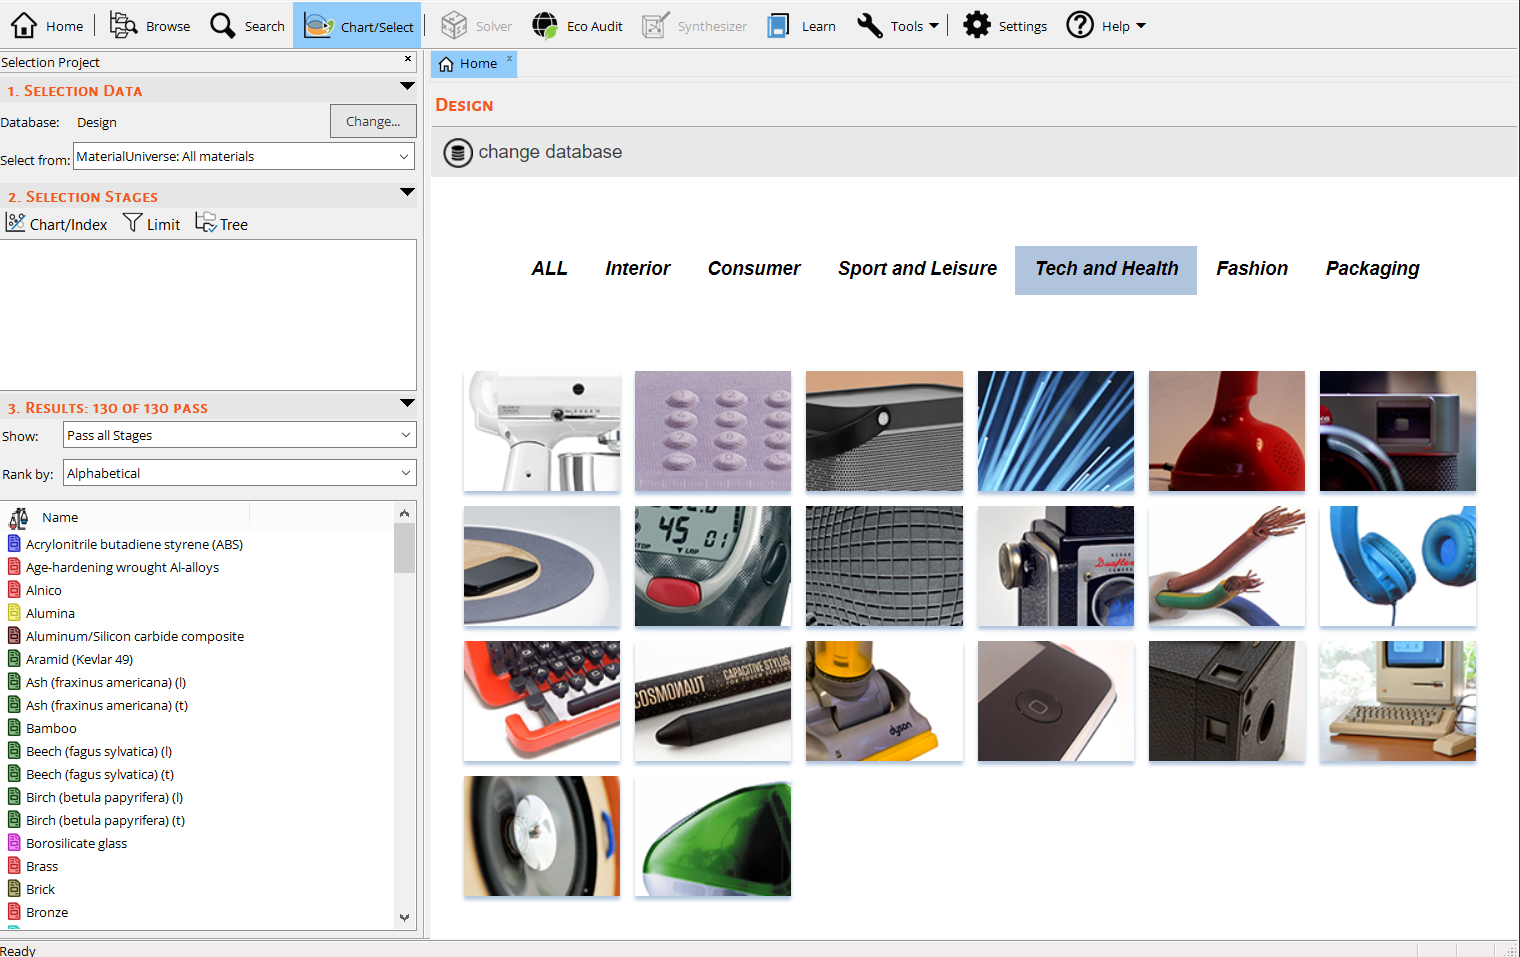 Home
Browse
Search
Chart/Select
Solver
Eco Audit
Synthesizer
Learn
Tools
Settings
Help
Selection Project
Home
1. SELECTION DATA
Database: Design
Change...
Select from: MaterialUniverse: All materials
2. SELECTION STAGES
Chart/Index
Limit
Tree
3. RESULTS: 130 OF 130 PASS
Show: Pass all Stages
Rank by: Alphabetical
Name
Acrylonitrile butadiene styrene (ABS)
Age-hardening wrought Al-alloys
Alnico
Alumina
Aluminum/Silicon carbide composite
Aramid (Kevlar 49)
Ash (fraxinus americana) (l)
Ash (fraxinus americana) (t)
Bamboo
Beech (fagus sylvatica) (l)
Beech (fagus sylvatica) (t)
Birch (betula papyrifera) (l)
Birch (betula papyrifera) (t)
Borosilicate glass
Brass
Brick
Bronze
DESIGN
change database
ALL
Interior
Consumer
Sport and Leisure
Tech and Health
Fashion
Packaging
45 01
LAP
KODAK
Duaflex
COSMONAUT
CAPACITIVE STYLUS
dyson
Ready